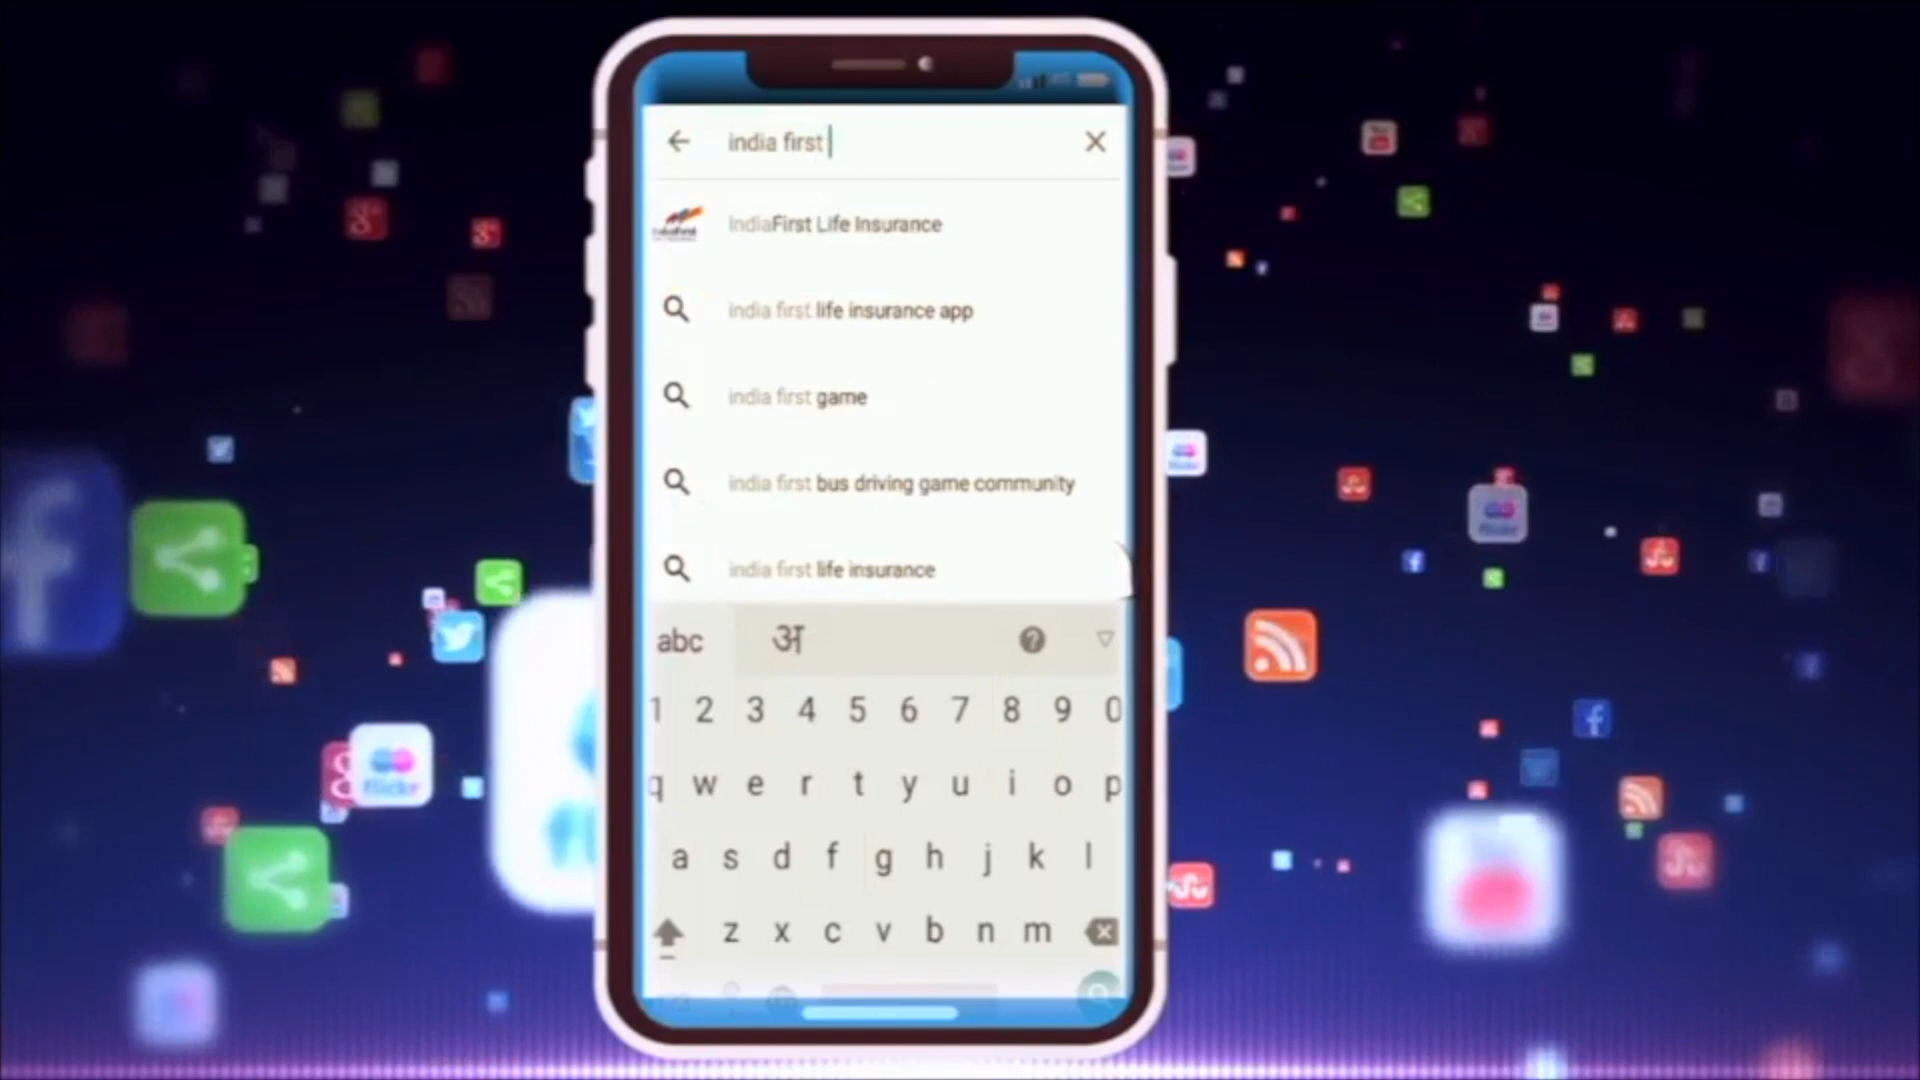 india first
IndiaFirst Life Insurance
india first life insurance app
india first game
india first bus driving game community
india first life insurance
abc अ
1 2 3 4 5 6 7 8 9 0
q w e r t y u i o p
a s d f g h j k l
z x c v b n m
flickr